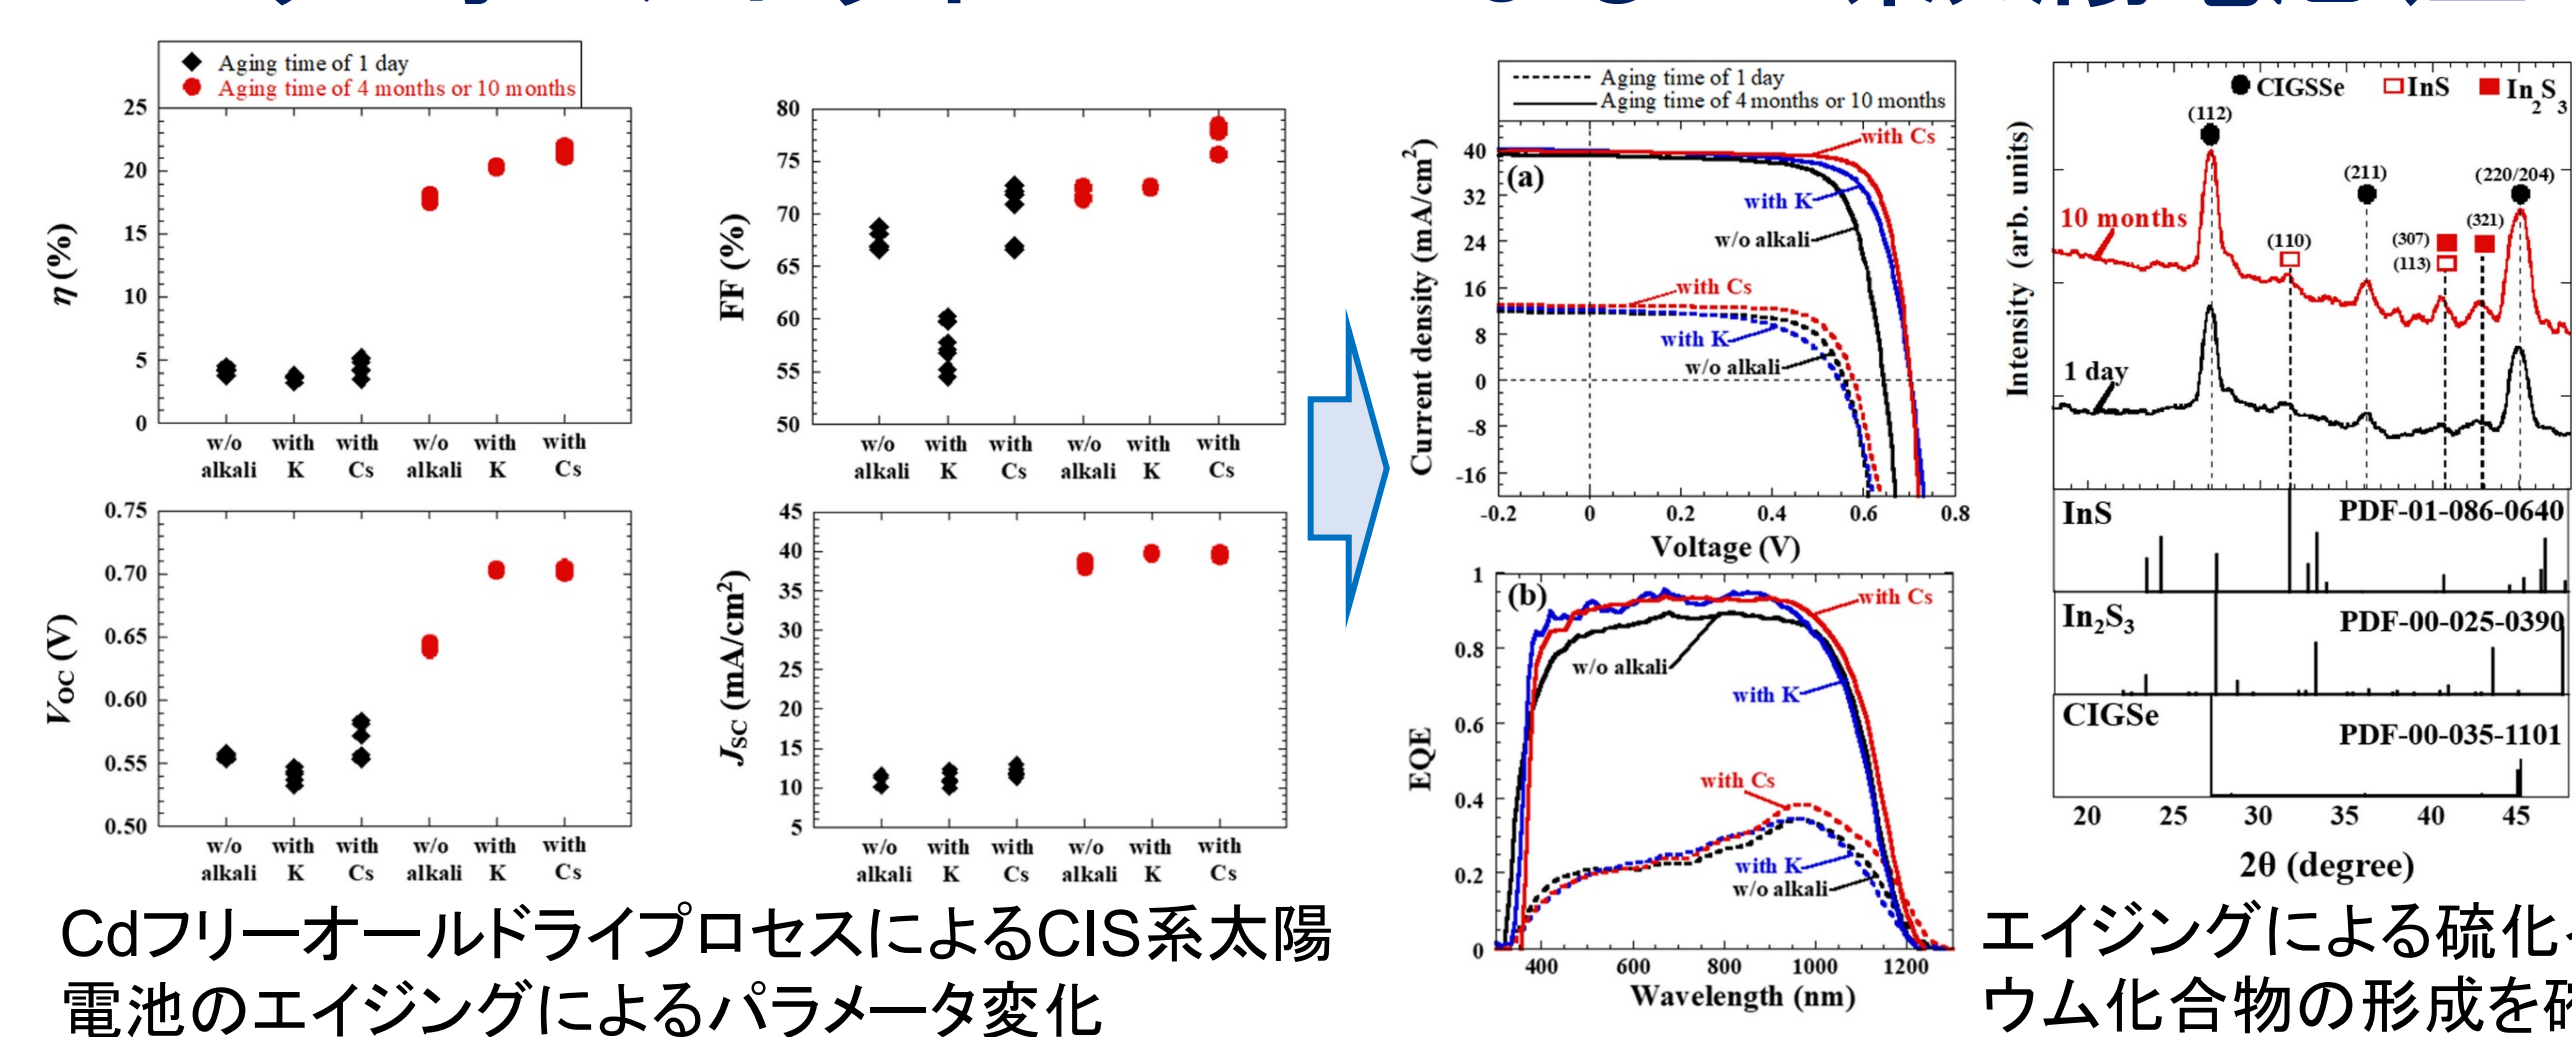 Aging time of 1 day
Aging time of 4 months or 10 months
η (%)
25
20
15
10
5
0
w/o alkali
with K
with Cs
w/o alkali
with K
with Cs
FF (%)
80
75
70
65
60
55
50
w/o alkali
with K
with Cs
w/o alkali
with K
with Cs
VOC (V)
0.75
0.70
0.65
0.60
0.55
0.50
w/o alkali
with K
with Cs
w/o alkali
with K
with Cs
JSC (mA/cm²)
45
40
35
30
25
20
15
10
5
w/o alkali
with K
with Cs
w/o alkali
with K
with Cs
Cdフリーオールドライプロセスによる CIS系太陽
電池のエイジングによるパラメータ変化
Aging time of 1 day
Aging time of 4 months or 10 months
(a)
Current density (mA/cm²)
40
32
24
16
8
0
-8
-16
with Cs
with K
w/o alkali
with Cs
with K
w/o alkali
-0.2 0 0.2 0.4 0.6 0.8
Voltage (V)
(b)
EQE
1
0.8
0.6
0.4
0.2
0
with Cs
w/o alkali
with K
with Cs
with K
w/o alkali
400 600 800 1000 1200
Wavelength (nm)
CIGSSe InS In₂S₃
Intensity (arb. units)
(112)
(211)
(220/204)
(321)
(307)
(113)
(110)
10 months
1 day
InS PDF-01-086-0640
In₂S₃ PDF-00-025-0390
CIGSe PDF-00-035-1101
20 25 30 35 40 45
2θ (degree)
エイジングによる硫化
ウム化合物の形成を